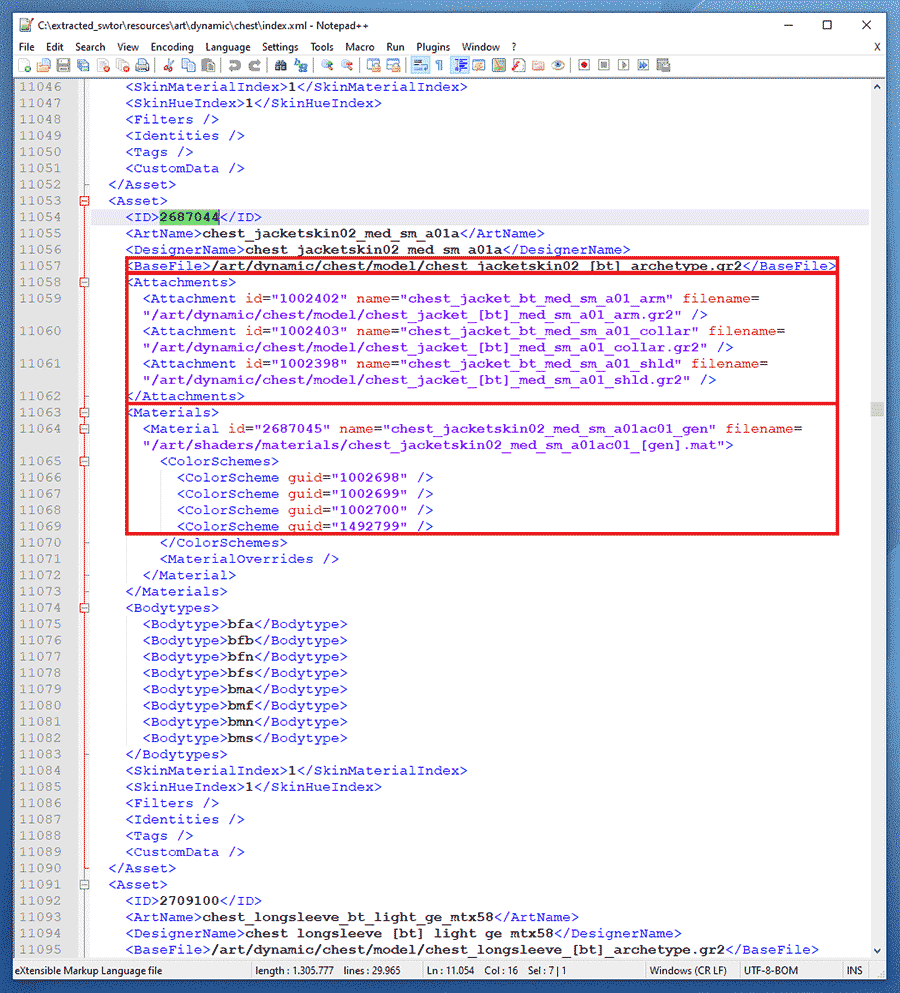 C:\extracted_swtor\resources\art\dynamic\chest\index.xml - Notepad++
File Edit Search View Encoding Language Settings Tools Macro Run Plugins Window ? X
11046 <SkinMaterialIndex>1</SkinMaterialIndex>
11047 <SkinHueIndex>1</SkinHueIndex>
11048 <Filters />
11049 <Identities />
11050 <Tags />
11051 <CustomData />
11052 </Asset>
11053 <Asset>
11054 <ID>2687044</ID>
11055 <ArtName>chest_jacketskin02_med_sm_a01a</ArtName>
11056 <DesignerName>chest_jacketskin02_med_sm_a01a</DesignerName>
11057 <BaseFile>/art/dynamic/chest/model/chest_jacketskin02_[bt]_archetype.gr2</BaseFile>
11058 <Attachments>
11059 <Attachment id="1002402" name="chest_jacket_bt_med_sm_a01_arm" filename=
"/art/dynamic/chest/model/chest_jacket_[bt]_med_sm_a01_arm.gr2" />
11060 <Attachment id="1002403" name="chest_jacket_bt_med_sm_a01_collar" filename=
"/art/dynamic/chest/model/chest_jacket_[bt]_med_sm_a01_collar.gr2" />
11061 <Attachment id="1002398" name="chest_jacket_bt_med_sm_a01_shld" filename=
"/art/dynamic/chest/model/chest_jacket_[bt]_med_sm_a01_shld.gr2" />
11062 </Attachments>
11063 <Materials>
11064 <Material id="2687045" name="chest_jacketskin02_med_sm_a01ac01_gen" filename=
"/art/shaders/materials/chest_jacketskin02_med_sm_a01ac01_[gen].mat">
11065 <ColorSchemes>
11066 <ColorScheme guid="1002698" />
11067 <ColorScheme guid="1002699" />
11068 <ColorScheme guid="1002700" />
11069 <ColorScheme guid="1492799" />
11070 </ColorSchemes>
11071 <MaterialOverrides />
11072 </Material>
11073 </Materials>
11074 <Bodytypes>
11075 <Bodytype>bfa</Bodytype>
11076 <Bodytype>bfb</Bodytype>
11077 <Bodytype>bfn</Bodytype>
11078 <Bodytype>bfs</Bodytype>
11079 <Bodytype>bma</Bodytype>
11080 <Bodytype>bmf</Bodytype>
11081 <Bodytype>bmn</Bodytype>
11082 <Bodytype>bms</Bodytype>
11083 </Bodytypes>
11084 <SkinMaterialIndex>1</SkinMaterialIndex>
11085 <SkinHueIndex>1</SkinHueIndex>
11086 <Filters />
11087 <Identities />
11088 <Tags />
11089 <CustomData />
11090 </Asset>
11091 <Asset>
11092 <ID>2709100</ID>
11093 <ArtName>chest_longsleeve_bt_light_ge_mtx58</ArtName>
11094 <DesignerName>chest_longsleeve_[bt]_light_ge_mtx58</DesignerName>
11095 <BaseFile>/art/dynamic/chest/model/chest_longsleeve_[bt]_archetype.gr2</BaseFile>
eXtensible Markup Language file length : 1.305.777 lines : 29.965 Ln : 11.054 Col : 16 Sel : 7 | 1 Windows (CR LF) UTF-8-BOM INS